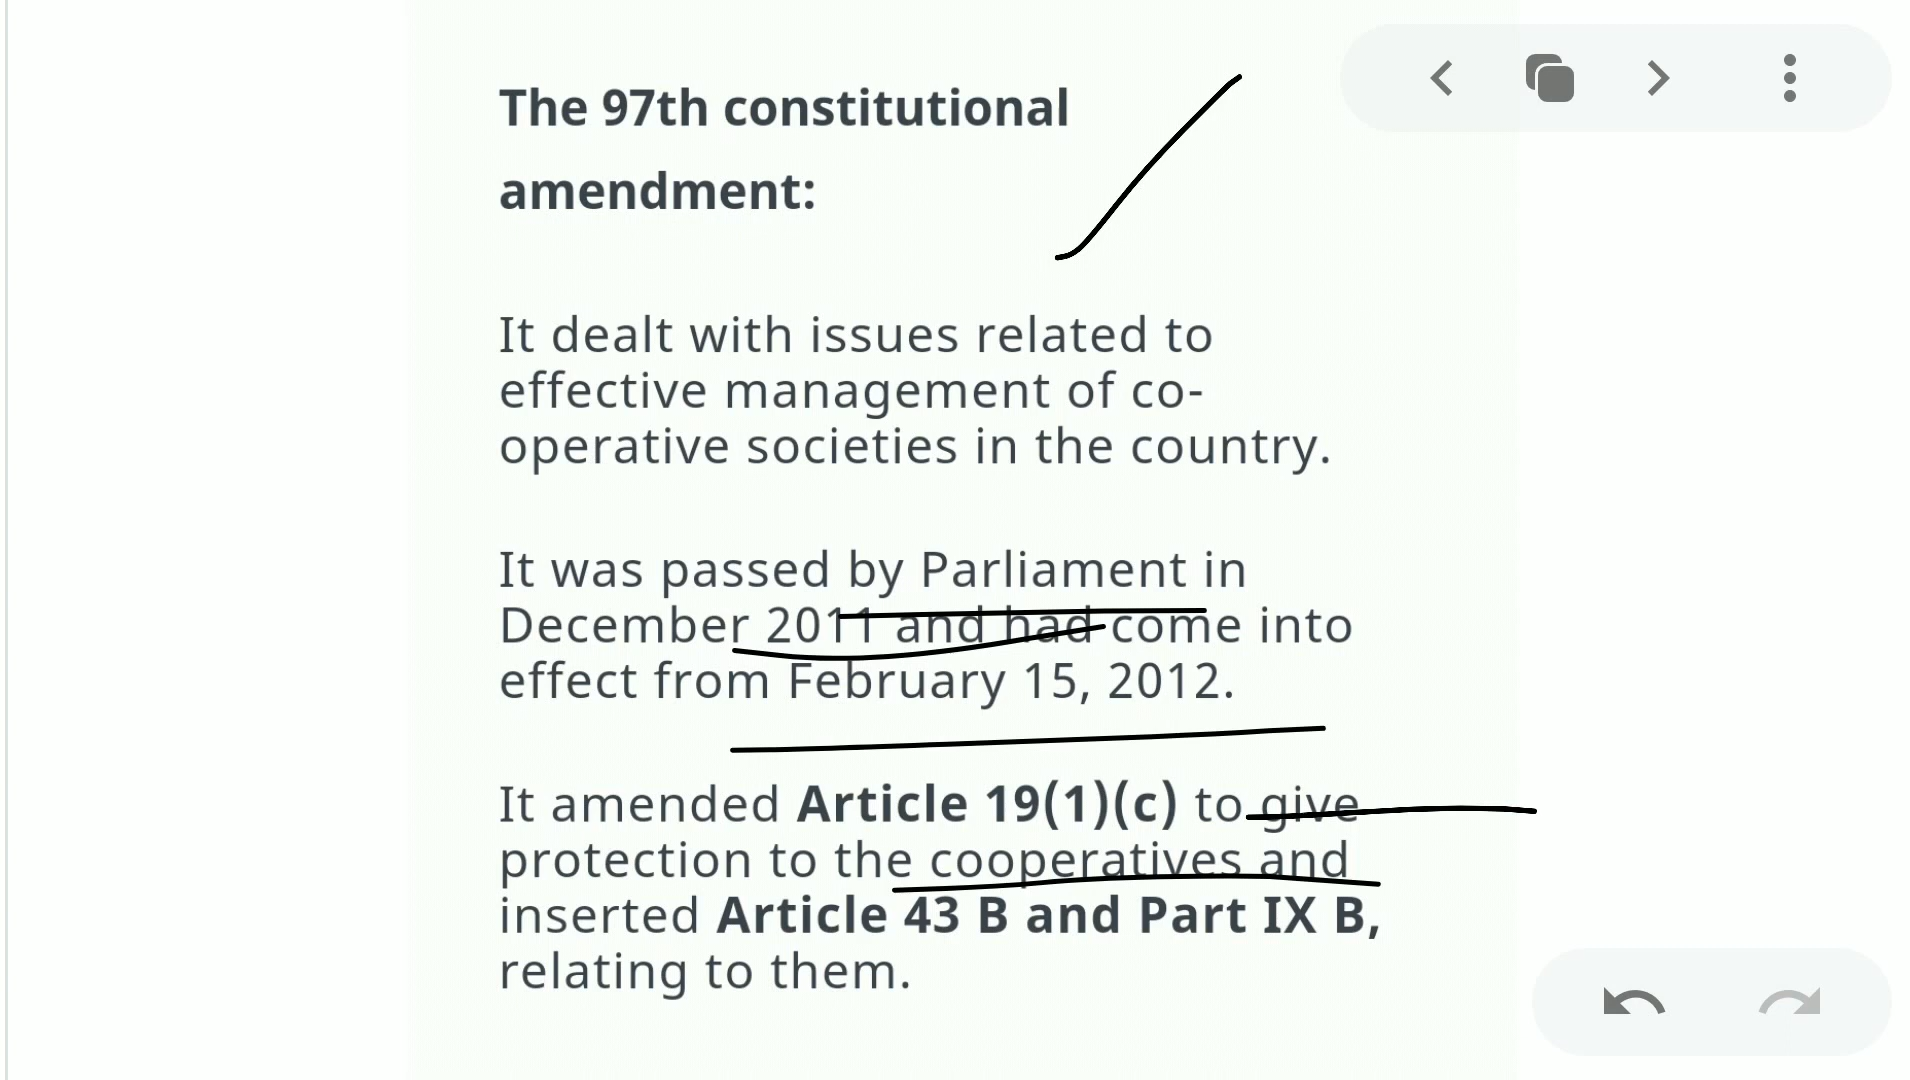 The 97th constitutional
amendment:
It dealt with issues related to
effective management of co-
operative societies in the country.
It was passed by Parliament in
December 2011 and had come into
effect from February 15, 2012.
It amended Article 19(1)(c) to give
protection to the cooperatives and
inserted Article 43 B and Part IX B,
relating to them.